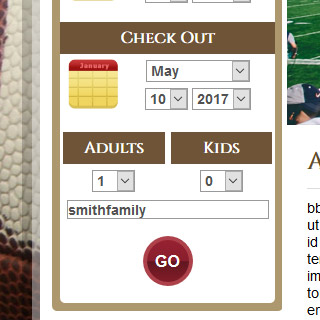 Check Out
January
May
10 2017
Adults Kids
1 0
smithfamily
GO
A
bb
ut
id
te
im
to
er